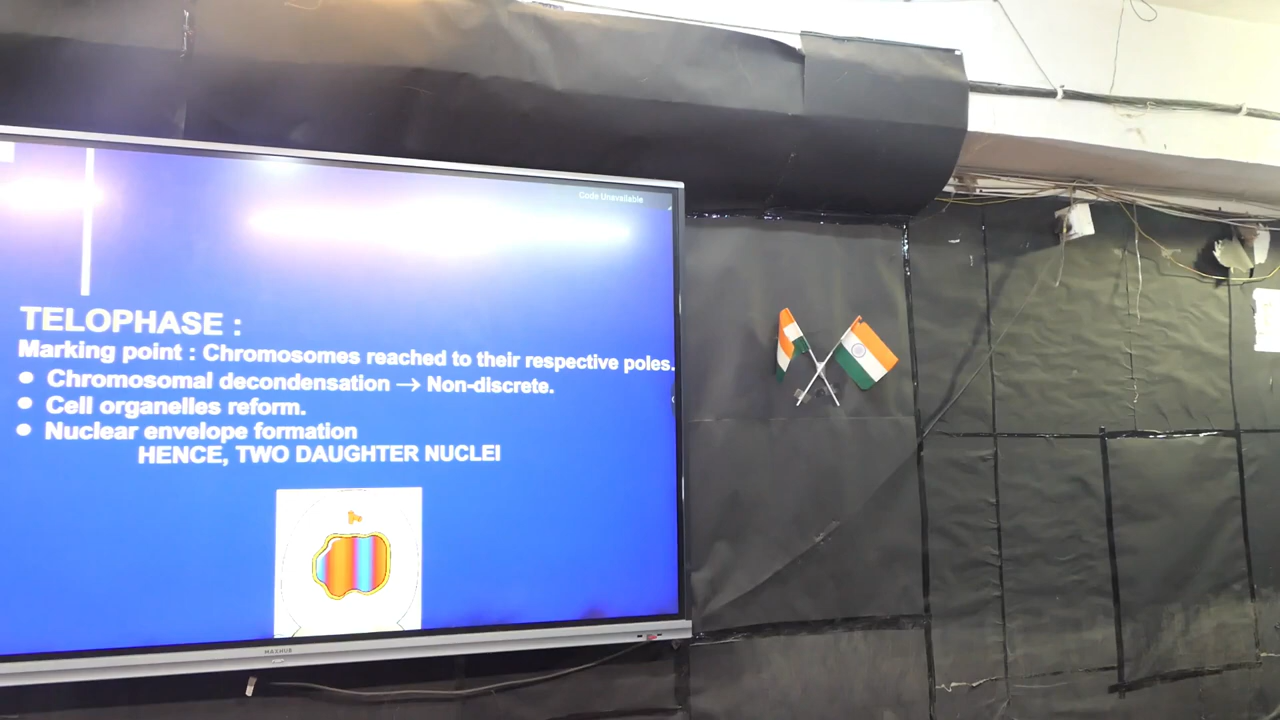 Code Unavailable
TELOPHASE :
Marking point : Chromosomes reached to their respective poles.
● Chromosomal decondensation → Non-discrete.
● Cell organelles reform.
● Nuclear envelope formation
HENCE, TWO DAUGHTER NUCLEI
MAXHUB